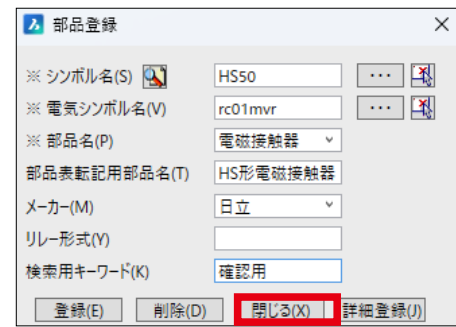 部品登録
※ シンボル名(S) HS50 ...
※ 電気シンボル名(V) rc01mvr ...
※ 部品名(P) 電磁接触器
部品表転記用部品名(T) HS形電磁接触器
メーカー(M) 日立
リレー形式(Y)
検索用キーワード(K) 確認用
登録(E) 削除(D) 閉じる(X) 詳細登録(J)